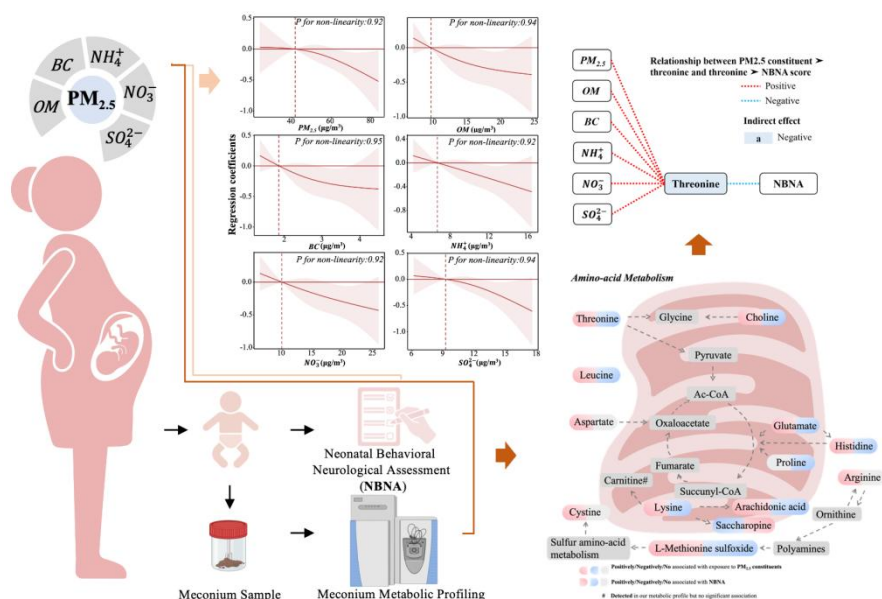 BC
NH₄⁺
OM
PM₂.₅
NO₃⁻
SO₄²⁻
Regression coefficients
P for non-linearity:0.92
0.5
0.0
-0.5
-1.0
40
60
80
PM₂.₅ (μg/m³)
P for non-linearity:0.94
0.5
0.0
-0.5
-1.0
5
10
15
20
25
OM (μg/m³)
P for non-linearity:0.95
0.5
0.0
-0.5
-1.0
2
3
4
BC (μg/m³)
P for non-linearity:0.92
0.4
0.0
-0.4
-0.8
-1.2
4
8
12
16
NH₄⁺ (μg/m³)
P for non-linearity:0.92
0.5
0.0
-0.5
-1.0
10
15
20
25
NO₃⁻ (μg/m³)
P for non-linearity:0.94
0.5
0.0
-0.5
-1.0
6
9
12
15
18
SO₄²⁻ (μg/m³)
Neonatal Behavioral
Neurological Assessment
(NBNA)
Meconium Sample
Meconium Metabolic Profiling
PM₂.₅
OM
BC
NH₄⁺
NO₃⁻
SO₄²⁻
Relationship between PM2.5 constituent ➤
thronine and thronine ➤ NBNA score
Positive
Negative
Indirect effect
a Negative
Threonine
NBNA
Amino-acid Metabolism
Threonine
Glycine
Choline
Pyruvate
Leucine
Ac-CoA
Aspartate
Oxaloacetate
Glutamate
Histidine
Proline
Fumarate
Carnitine#
Succunyl-CoA
Arginine
Lysine
Arachidonic acid
Cystine
Saccharopine
Ornithine
Sulfur amino-acid
metabolism
L-Methionine sulfoxide
Polyamines
Positively/Negatively/No associated with exposure to PM₂.₅ constituents
Positively/Negatively/No associated with NBNA
# Detected in our metabolic profile but no significant association